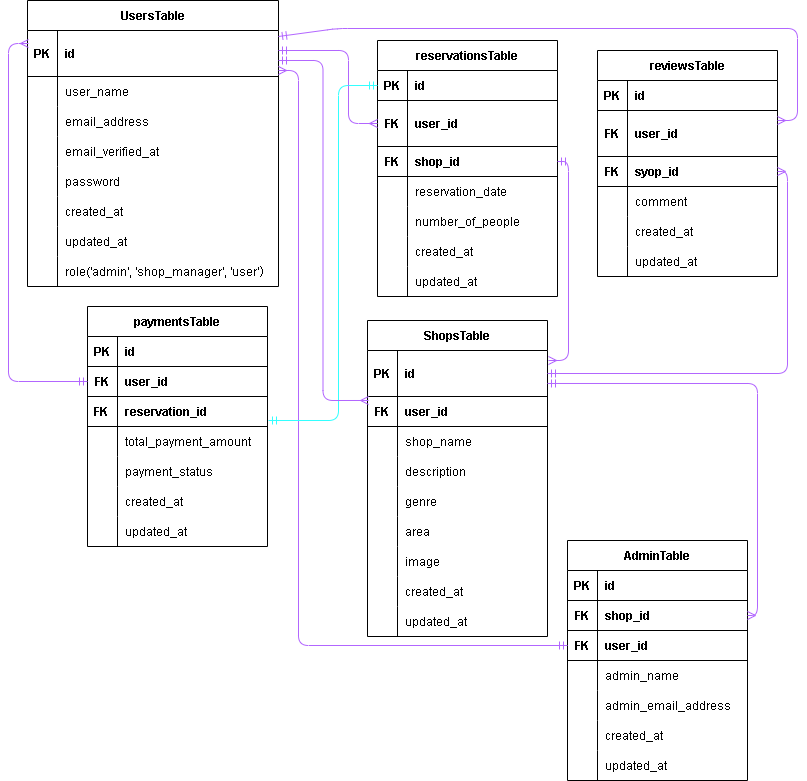 UsersTable
PK id
user_name
email_address
email_verified_at
password
created_at
updated_at
role('admin', 'shop_manager', 'user')
reservationsTable
PK id
FK user_id
FK shop_id
reservation_date
number_of_people
created_at
updated_at
reviewsTable
PK id
FK user_id
FK syop_id
comment
created_at
updated_at
paymentsTable
PK id
FK user_id
FK reservation_id
total_payment_amount
payment_status
created_at
updated_at
ShopsTable
PK id
FK user_id
shop_name
description
genre
area
image
created_at
updated_at
AdminTable
PK id
FK shop_id
FK user_id
admin_name
admin_email_address
created_at
updated_at